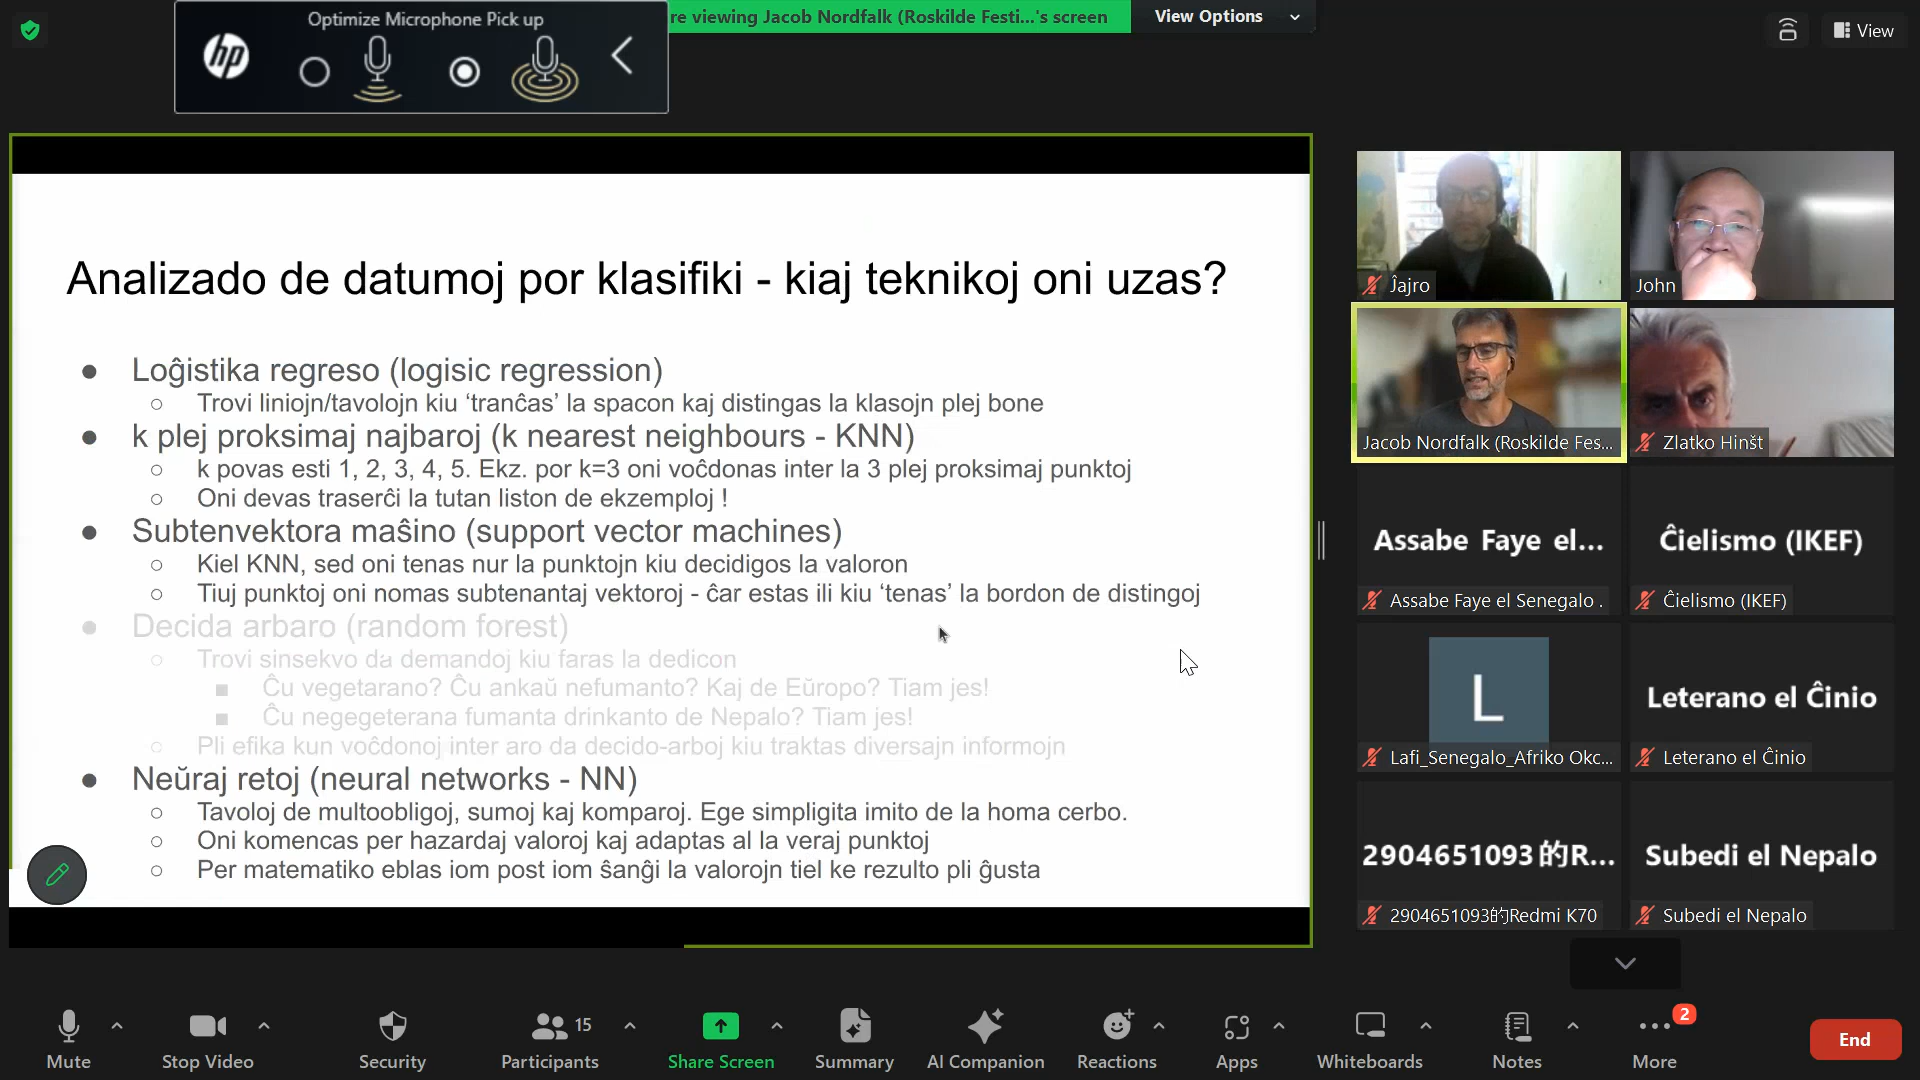 Optimize Microphone Pick up
hp
re viewing Jacob Nordfalk (Roskilde Festi...'s screen
View Options
View
Analizado de datumoj por klasifiki - kiaj teknikoj oni uzas?
Loĝistika regreso (logisic regression)
Trovi liniojn/tavolojn kiu ‘tranĉas’ la spacon kaj distingas la klasojn plej bone
k plej proksimaj najbaroj (k nearest neighbours - KNN)
k povas esti 1, 2, 3, 4, 5. Ekz. por k=3 oni voĉdonas inter la 3 plej proksimaj punktoj
Oni devas traserĉi la tutan liston de ekzemploj !
Subtenvektora maŝino (support vector machines)
Kiel KNN, sed oni tenas nur la punktojn kiu decidigos la valoron
Tiuj punktoj oni nomas subtenantaj vektoroj - ĉar estas ili kiu ‘tenas’ la bordon de distingoj
Decida arbaro (random forest)
Trovi sinsekvo da demandoj kiu faras la dedicon
Ĉu vegetarano? Ĉu ankaŭ nefumanto? Kaj de Eŭropo? Tiam jes!
Ĉu negegeterana fumanta drinkanto de Nepalo? Tiam jes!
Pli efika kun voĉdonoj inter aro da decido-arboj kiu traktas diversajn informojn
Neŭraj retoj (neural networks - NN)
Tavoloj de multoobligoj, sumoj kaj komparoj. Ege simpligita imito de la homa cerbo.
Oni komencas per hazardaj valoroj kaj adaptas al la veraj punktoj
Per matematiko eblas iom post iom ŝanĝi la valorojn tiel ke rezulto pli ĝusta
Ĵajro
John
Jacob Nordfalk (Roskilde Fes...
Zlatko Hinŝt
Assabe Faye el...
Assabe Faye el Senegalo .
Ĉielismo (IKEF)
Ĉielismo (IKEF)
L
Lafi_Senegalo_Afriko Okc...
Leterano el Ĉinio
Leterano el Ĉinio
2904651093的R...
2904651093的Redmi K70
Subedi el Nepalo
Subedi el Nepalo
Mute
Stop Video
Security
15
Participants
Share Screen
Summary
AI Companion
Reactions
Apps
Whiteboards
Notes
2
More
End